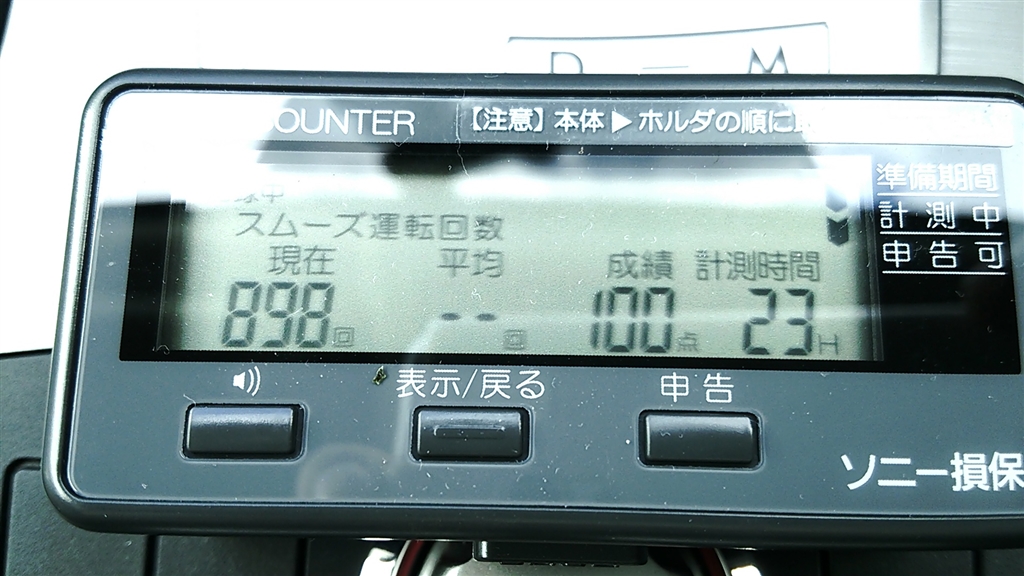 D — M
OUNTER 【注意】本体▶ホルダの順に
準備期間
計測中
申告可
スムーズ運転回数
現在 平均 成績 計測時間
898回 --回 100点 23H
表示/戻る 申告
ソニー損保